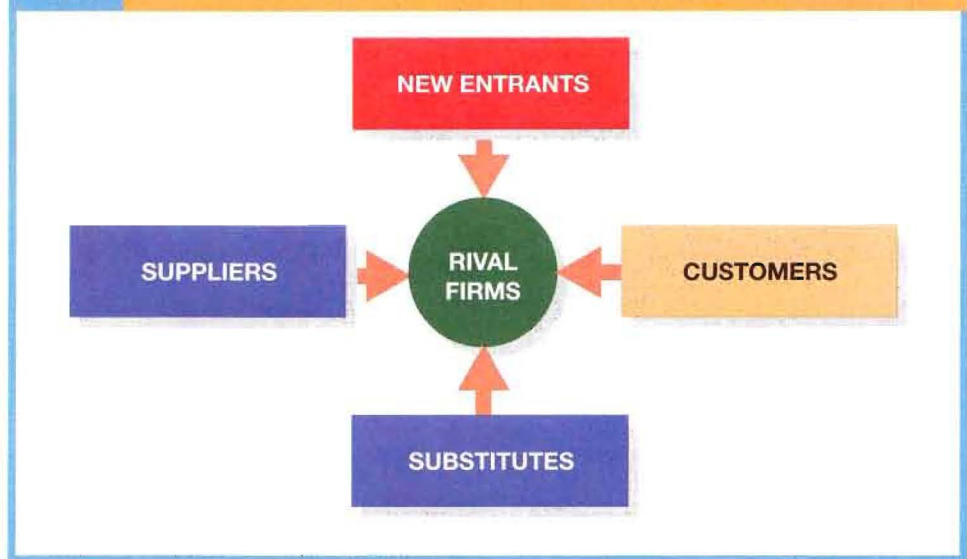 NEW ENTRANTS
SUPPLIERS
RIVAL
FIRMS
CUSTOMERS
SUBSTITUTES